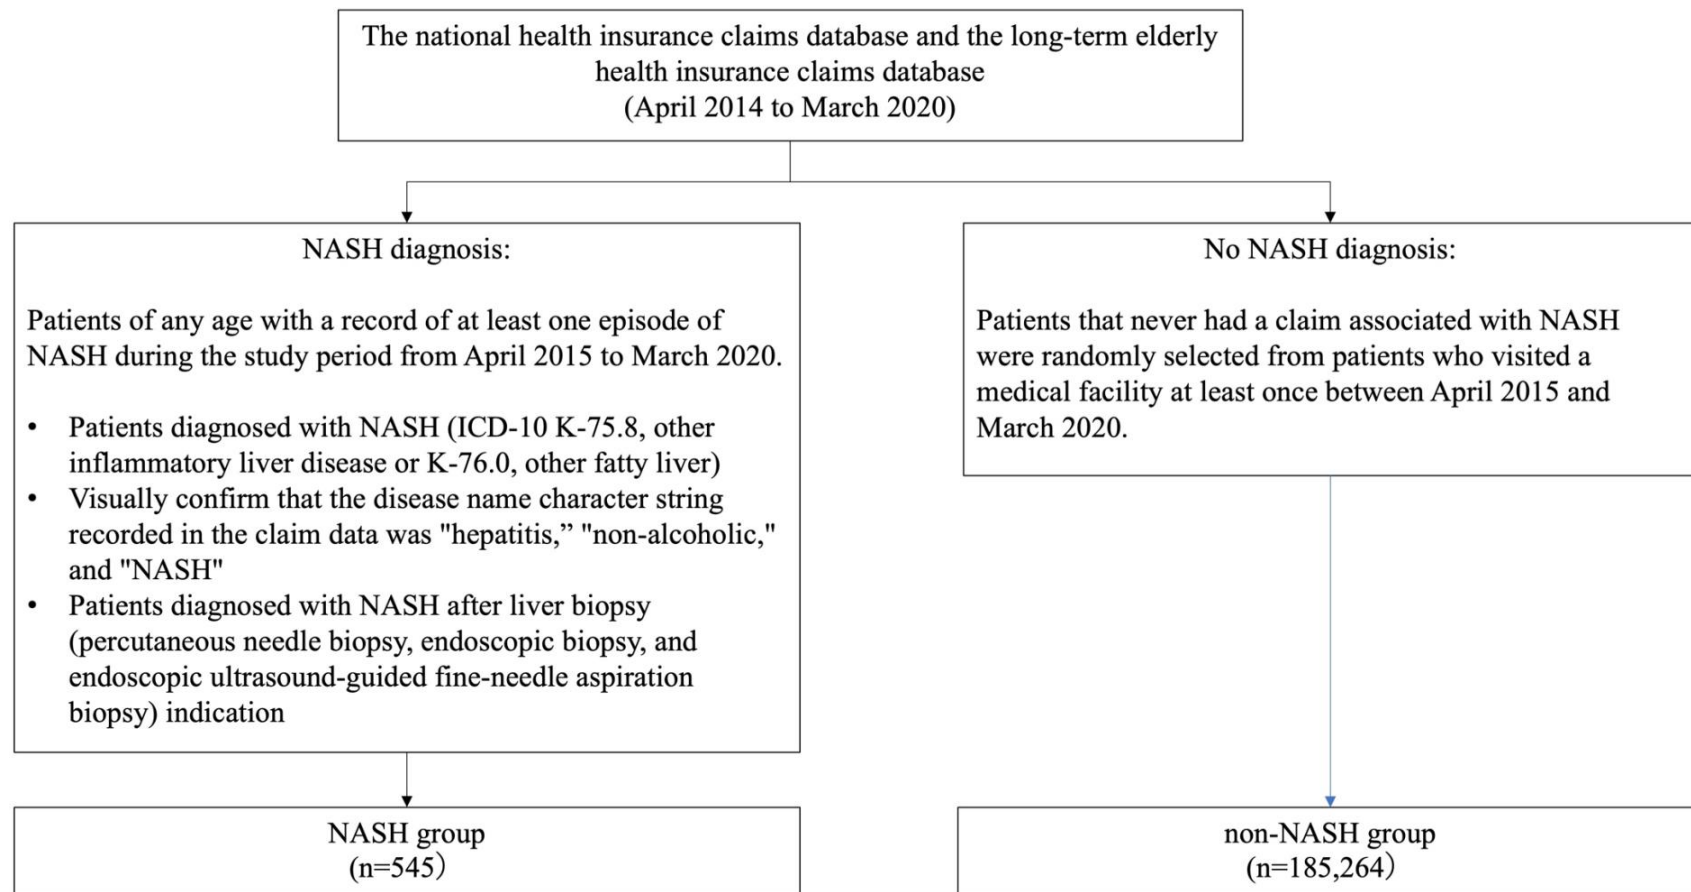 The national health insurance claims database and the long-term elderly
health insurance claims database
(April 2014 to March 2020)
NASH diagnosis:
Patients of any age with a record of at least one episode of
NASH during the study period from April 2015 to March 2020.
• Patients diagnosed with NASH (ICD-10 K-75.8, other
inflammatory liver disease or K-76.0, other fatty liver)
• Visually confirm that the disease name character string
recorded in the claim data was "hepatitis,” "non-alcoholic,"
and "NASH"
• Patients diagnosed with NASH after liver biopsy
(percutaneous needle biopsy, endoscopic biopsy, and
endoscopic ultrasound-guided fine-needle aspiration
biopsy) indication
No NASH diagnosis:
Patients that never had a claim associated with NASH
were randomly selected from patients who visited a
medical facility at least once between April 2015 and
March 2020.
NASH group
(n=545)
non-NASH group
(n=185,264)